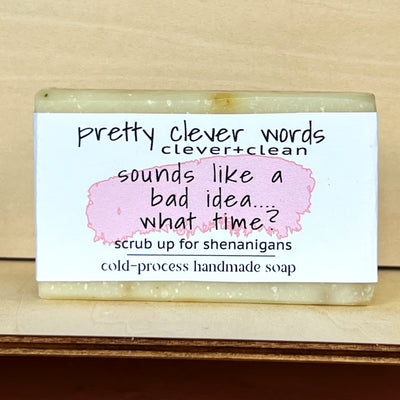 pretty clever words
clever+clean
sounds like a
bad idea....
what time?
scrub up for shenanigans
cold-process handmade soap